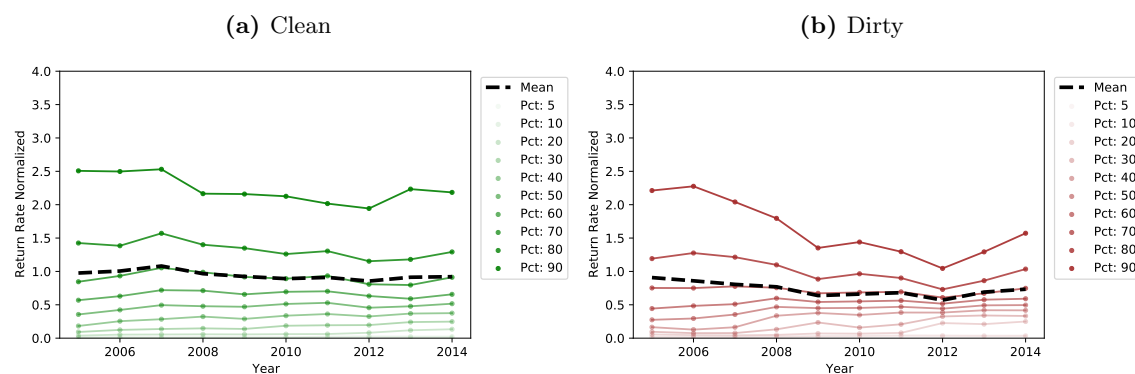 (a) Clean
4.0
3.5
3.0
2.5
2.0
1.5
1.0
0.5
0.0
Return Rate Normalized
2006 2008 2010 2012 2014
Year
Mean
Pct: 5
Pct: 10
Pct: 20
Pct: 30
Pct: 40
Pct: 50
Pct: 60
Pct: 70
Pct: 80
Pct: 90
(b) Dirty
4.0
3.5
3.0
2.5
2.0
1.5
1.0
0.5
0.0
Return Rate Normalized
2006 2008 2010 2012 2014
Year
Mean
Pct: 5
Pct: 10
Pct: 20
Pct: 30
Pct: 40
Pct: 50
Pct: 60
Pct: 70
Pct: 80
Pct: 90